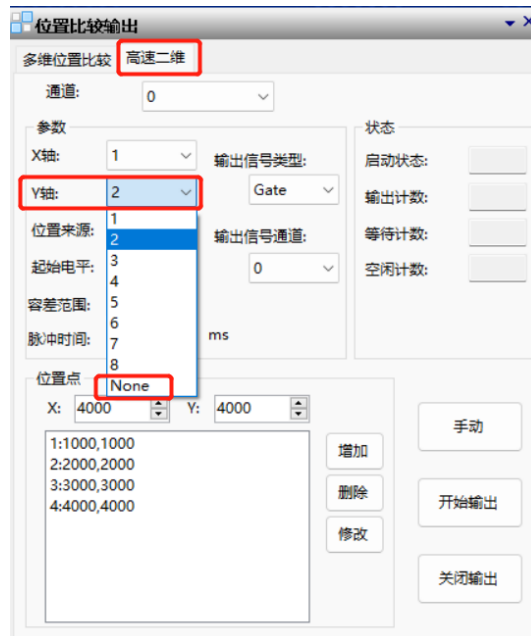 位置比较输出
多维位置比较 高速二维
通道: 0
参数
X轴: 1
输出信号类型:
Y轴: 2
Gate
1
2
3
4
5
6
7
8
None
位置来源:
输出信号通道:
起始电平:
0
容差范围:
脉冲时间:
ms
状态
启动状态:
输出计数:
等待计数:
空闲计数:
位置点
X: 4000 Y: 4000
1:1000,1000
2:2000,2000
3:3000,3000
4:4000,4000
增加
删除
修改
手动
开始输出
关闭输出